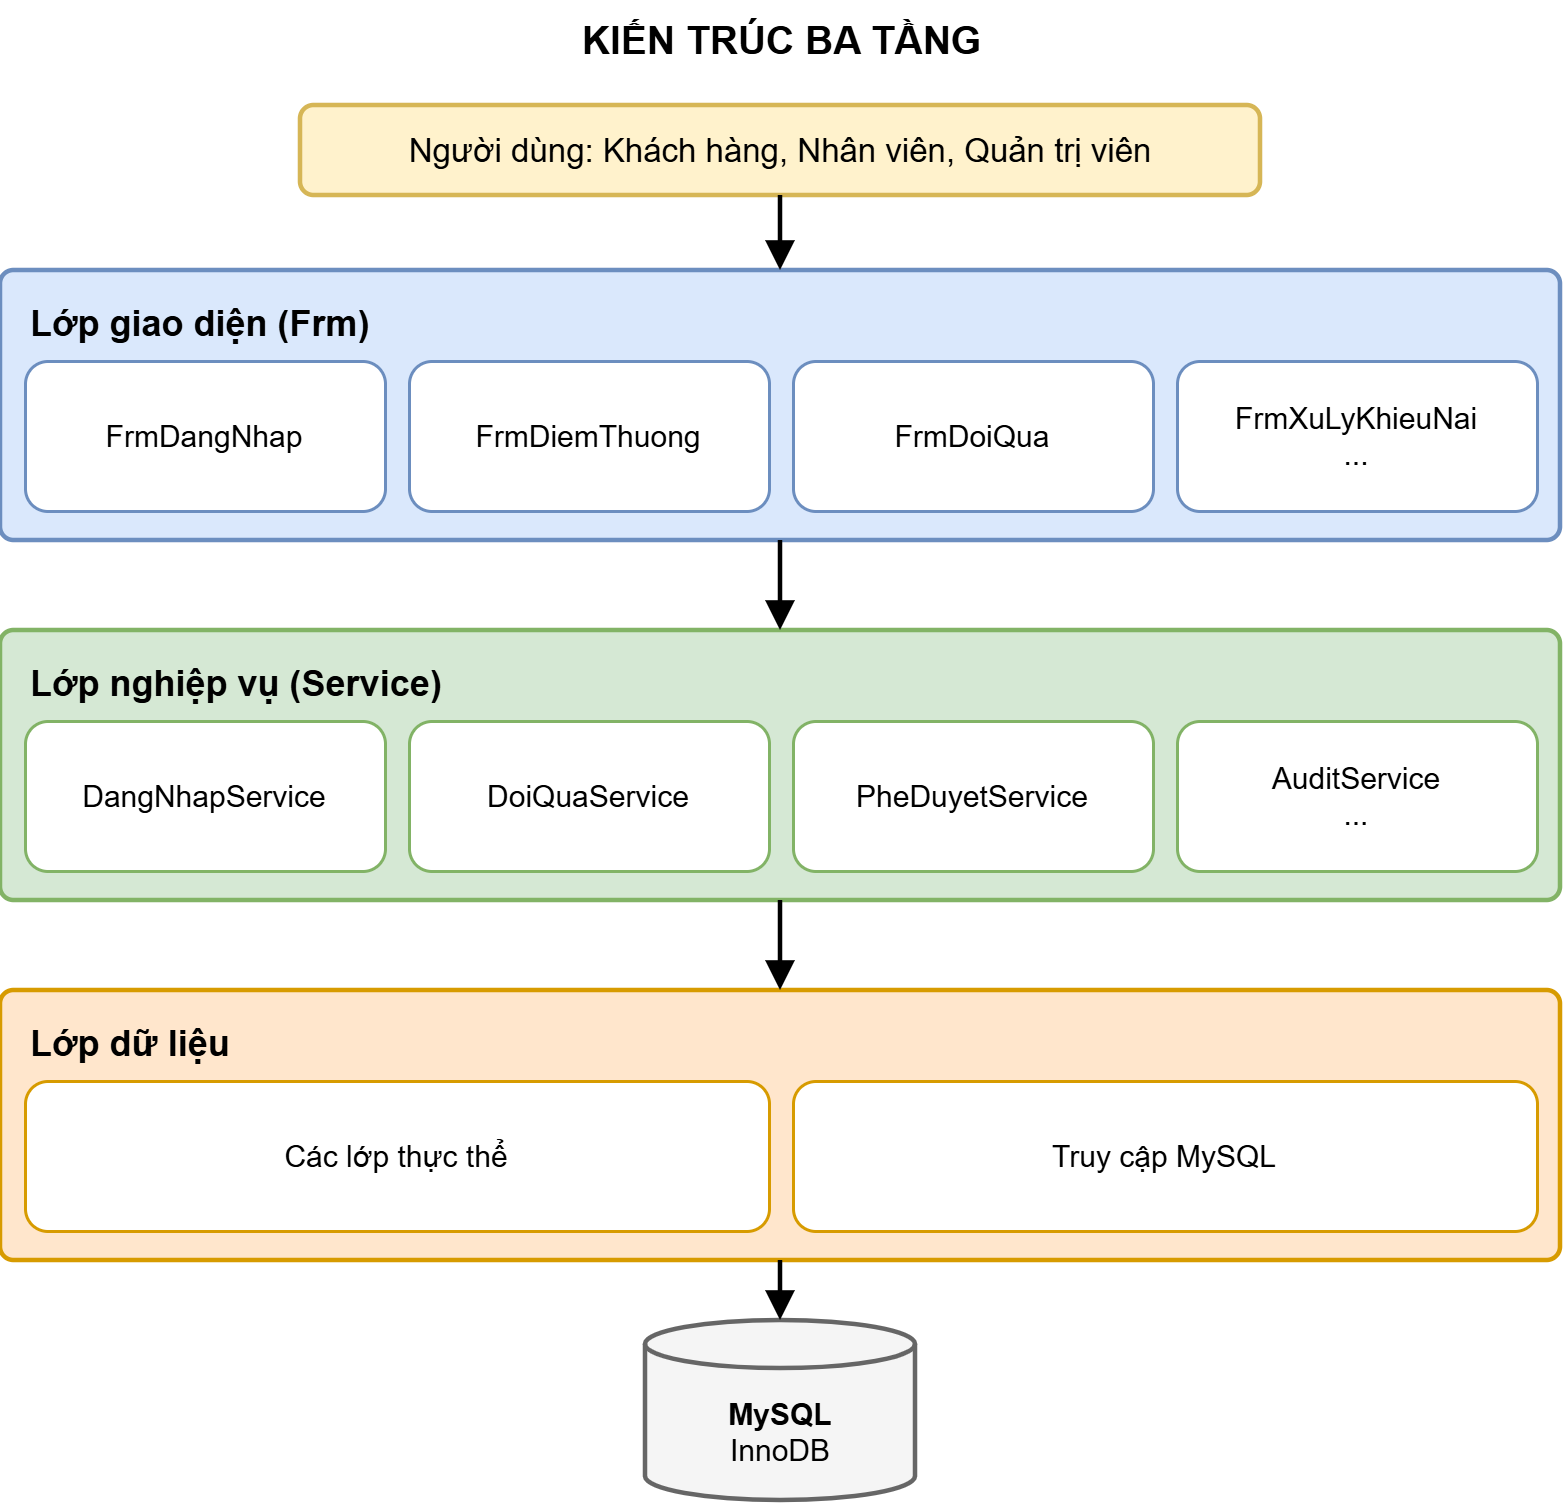 KIẾN TRÚC BA TẦNG
Người dùng: Khách hàng, Nhân viên, Quản trị viên
Lớp giao diện (Frm)
FrmDangNhap
FrmDiemThuong
FrmDoiQua
FrmXuLyKhieuNai
...
Lớp nghiệp vụ (Service)
DangNhapService
DoiQuaService
PheDuyetService
AuditService
...
Lớp dữ liệu
Các lớp thực thể
Truy cập MySQL
MySQL
InnoDB